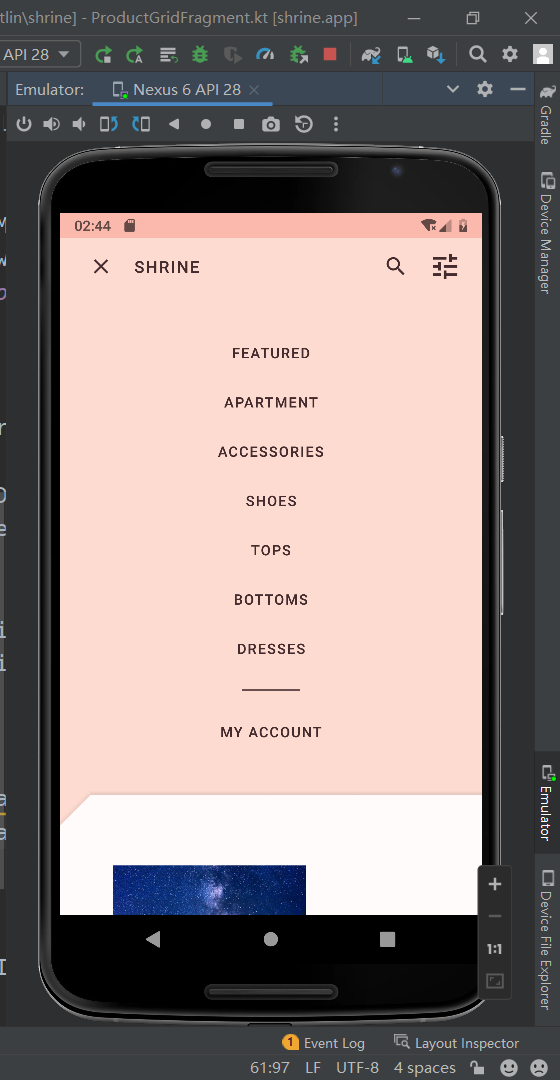 tlin\shrine] - ProductGridFragment.kt [shrine.app]
API 28
Emulator: Nexus 6 API 28
02:44
SHRINE
FEATURED
APARTMENT
ACCESSORIES
SHOES
TOPS
BOTTOMS
DRESSES
MY ACCOUNT
1:1
Gradle
Device Manager
Emulator
Device File Explorer
1 Event Log Layout Inspector
61:97 LF UTF-8 4 spaces